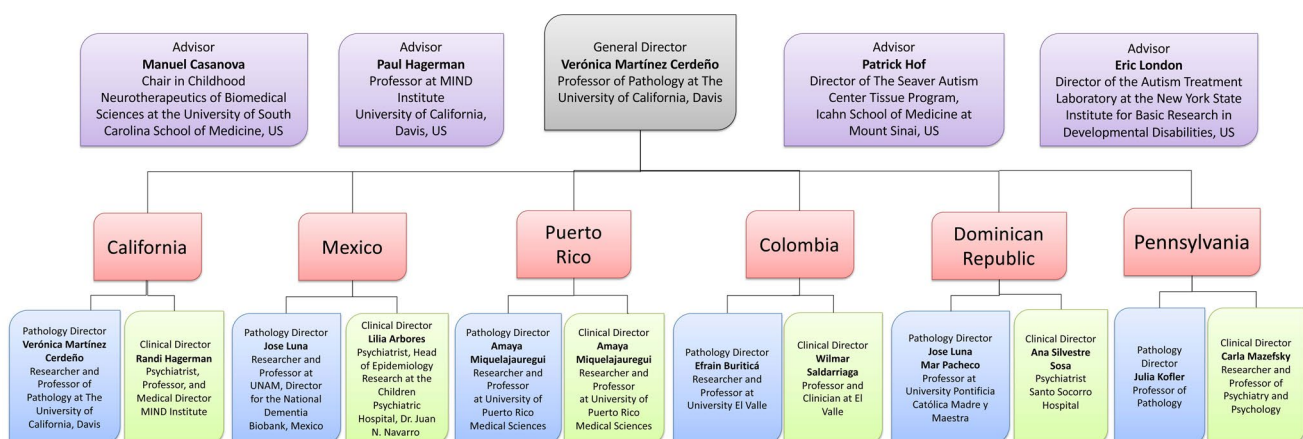 Advisor
Manuel Casanova
Chair in Childhood
Neurotherapeutics of Biomedical
Sciences at the University of South
Carolina School of Medicine, US
Advisor
Paul Hagerman
Professor at MIND
Institute
University of California,
Davis, US
General Director
Verónica Martínez Cerdeño
Professor of Pathology at The
University of California, Davis
Advisor
Patrick Hof
Director of The Seaver Autism
Center Tissue Program,
Icahn School of Medicine at
Mount Sinai, US
Advisor
Eric London
Director of the Autism Treatment
Laboratory at the New York State
Institute for Basic Research in
Developmental Disabilities, US
California
Mexico
Puerto
Rico
Colombia
Dominican
Republic
Pennsylvania
Pathology Director
Verónica Martínez
Cerdeño
Researcher and
Professor of
Pathology at The
University of
California, Davis
Clinical Director
Randi Hagerman
Psychiatrist,
Professor, and
Medical Director
MIND Institute
Pathology Director
Jose Luna
Researcher and
Professor at
UNAM, Director
for the National
Dementia
Biobank, Mexico
Clinical Director
Lilia Arbores
Psychiatrist, Head
of Epidemiology
Research at the
Children
Psychiatric
Hospital, Dr. Juan
N. Navarro
Pathology Director
Amaya
Miquelajauregui
Researcher and
Professor
at University of
Puerto Rico
Medical Sciences
Clinical Director
Amaya
Miquelajauregui
Researcher and
Professor
at University of
Puerto Rico
Medical Sciences
Pathology Director
Efrain Buriticá
Researcher and
Professor at
University El Valle
Clinical Director
Wilmar
Saldarriaga
Professor and
Clinician at El
Valle
Pathology Director
Jose Luna
Mar Pacheco
Professor at
University Pontificia
Católica Madre y
Maestra
Clinical Director
Ana Silvestre
Sosa
Psychiatrist
Santo Socorro
Hospital
Pathology
Director
Julia Kofler
Professor of
Pathology
Clinical Director
Carla Mazefsky
Researcher and
Professor of
Psychiatry and
Psychology